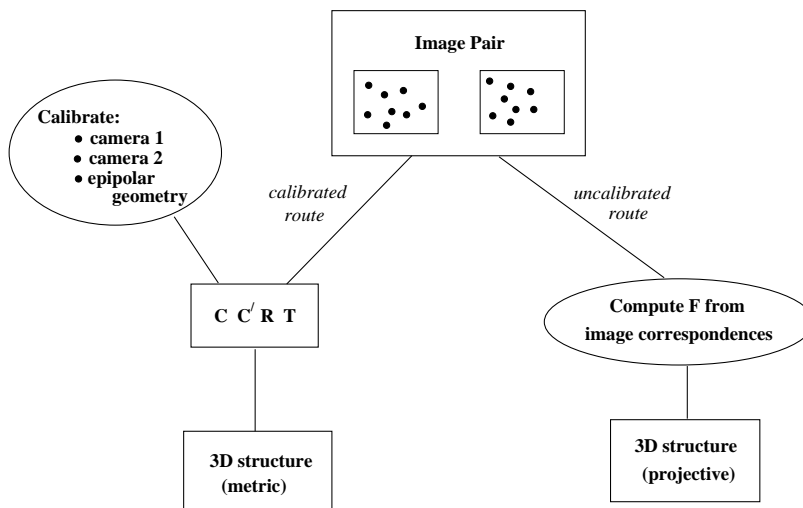 Image Pair
Calibrate:
• camera 1
• camera 2
• epipolar
geometry
calibrated
route
uncalibrated
route
C C/ R T
Compute F from
image correspondences
3D structure
(metric)
3D structure
(projective)